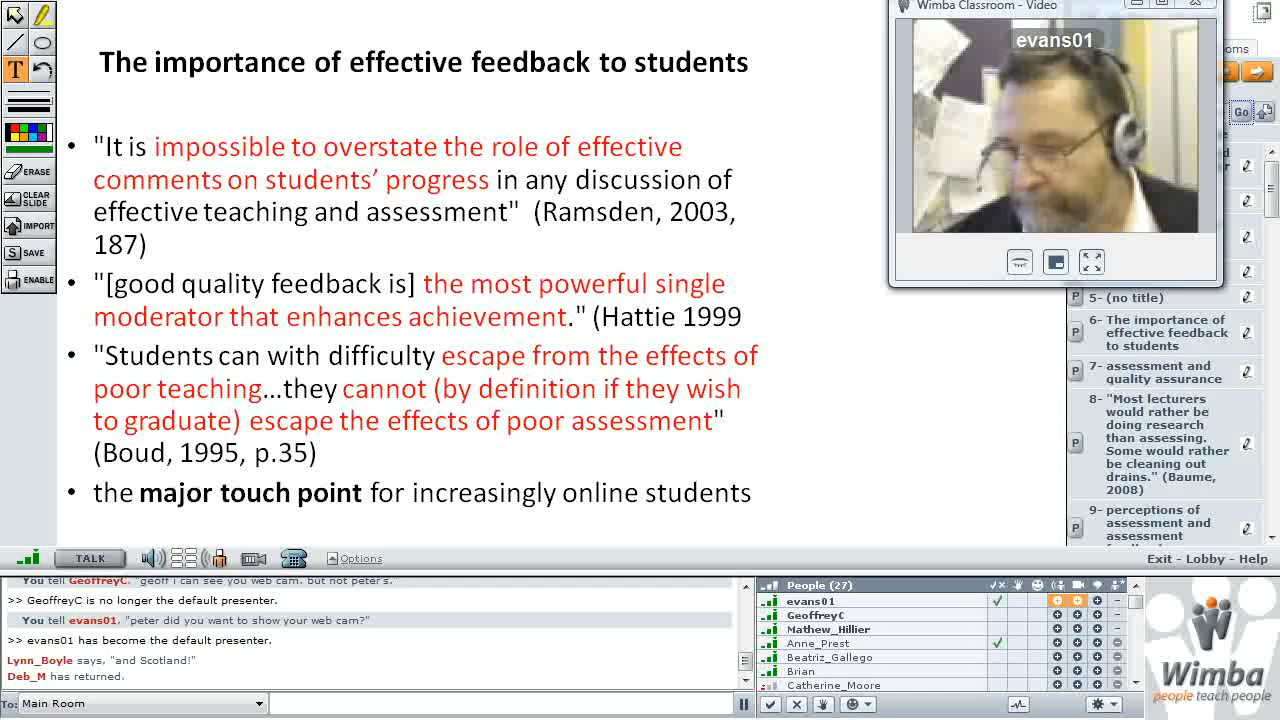 The importance of effective feedback to students
• "It is impossible to overstate the role of effective
comments on students' progress in any discussion of
effective teaching and assessment" (Ramsden, 2003,
187)
• "[good quality feedback is] the most powerful single
moderator that enhances achievement." (Hattie 1999
• "Students can with difficulty escape from the effects of
poor teaching...they cannot (by definition if they wish
to graduate) escape the effects of poor assessment"
(Boud, 1995, p.35)
• the major touch point for increasingly online students
T
ERASE
CLEAR
SLIDE
IMPORT
SAVE
ENABLE
Wimba Classroom - Video
evans01
oms
Go
P 5- (no title)
P 6- The importance of
effective feedback
to students
P 7- assessment and
quality assurance
P 8- "Most lecturers
would rather be
doing research
than assessing.
Some would rather
be cleaning out
drains." (Baume,
2008)
P 9- perceptions of
assessment and
assessment
TALK
Options
Exit - Lobby - Help
You tell GeoffreyC, "geoff i can see you web cam. but not peter's.
>> GeoffreyC is no longer the default presenter.
You tell evans01, "peter did you want to show your web cam?"
>> evans01 has become the default presenter.
Lynn_Boyle says, "and Scotland!"
Deb_M has returned.
To: Main Room
People (27)
evans01
GeoffreyC
Mathew_Hillier
Anne_Prest
Beatriz_Gallego
Brian
Catherine_Moore
Wimba
people teach people